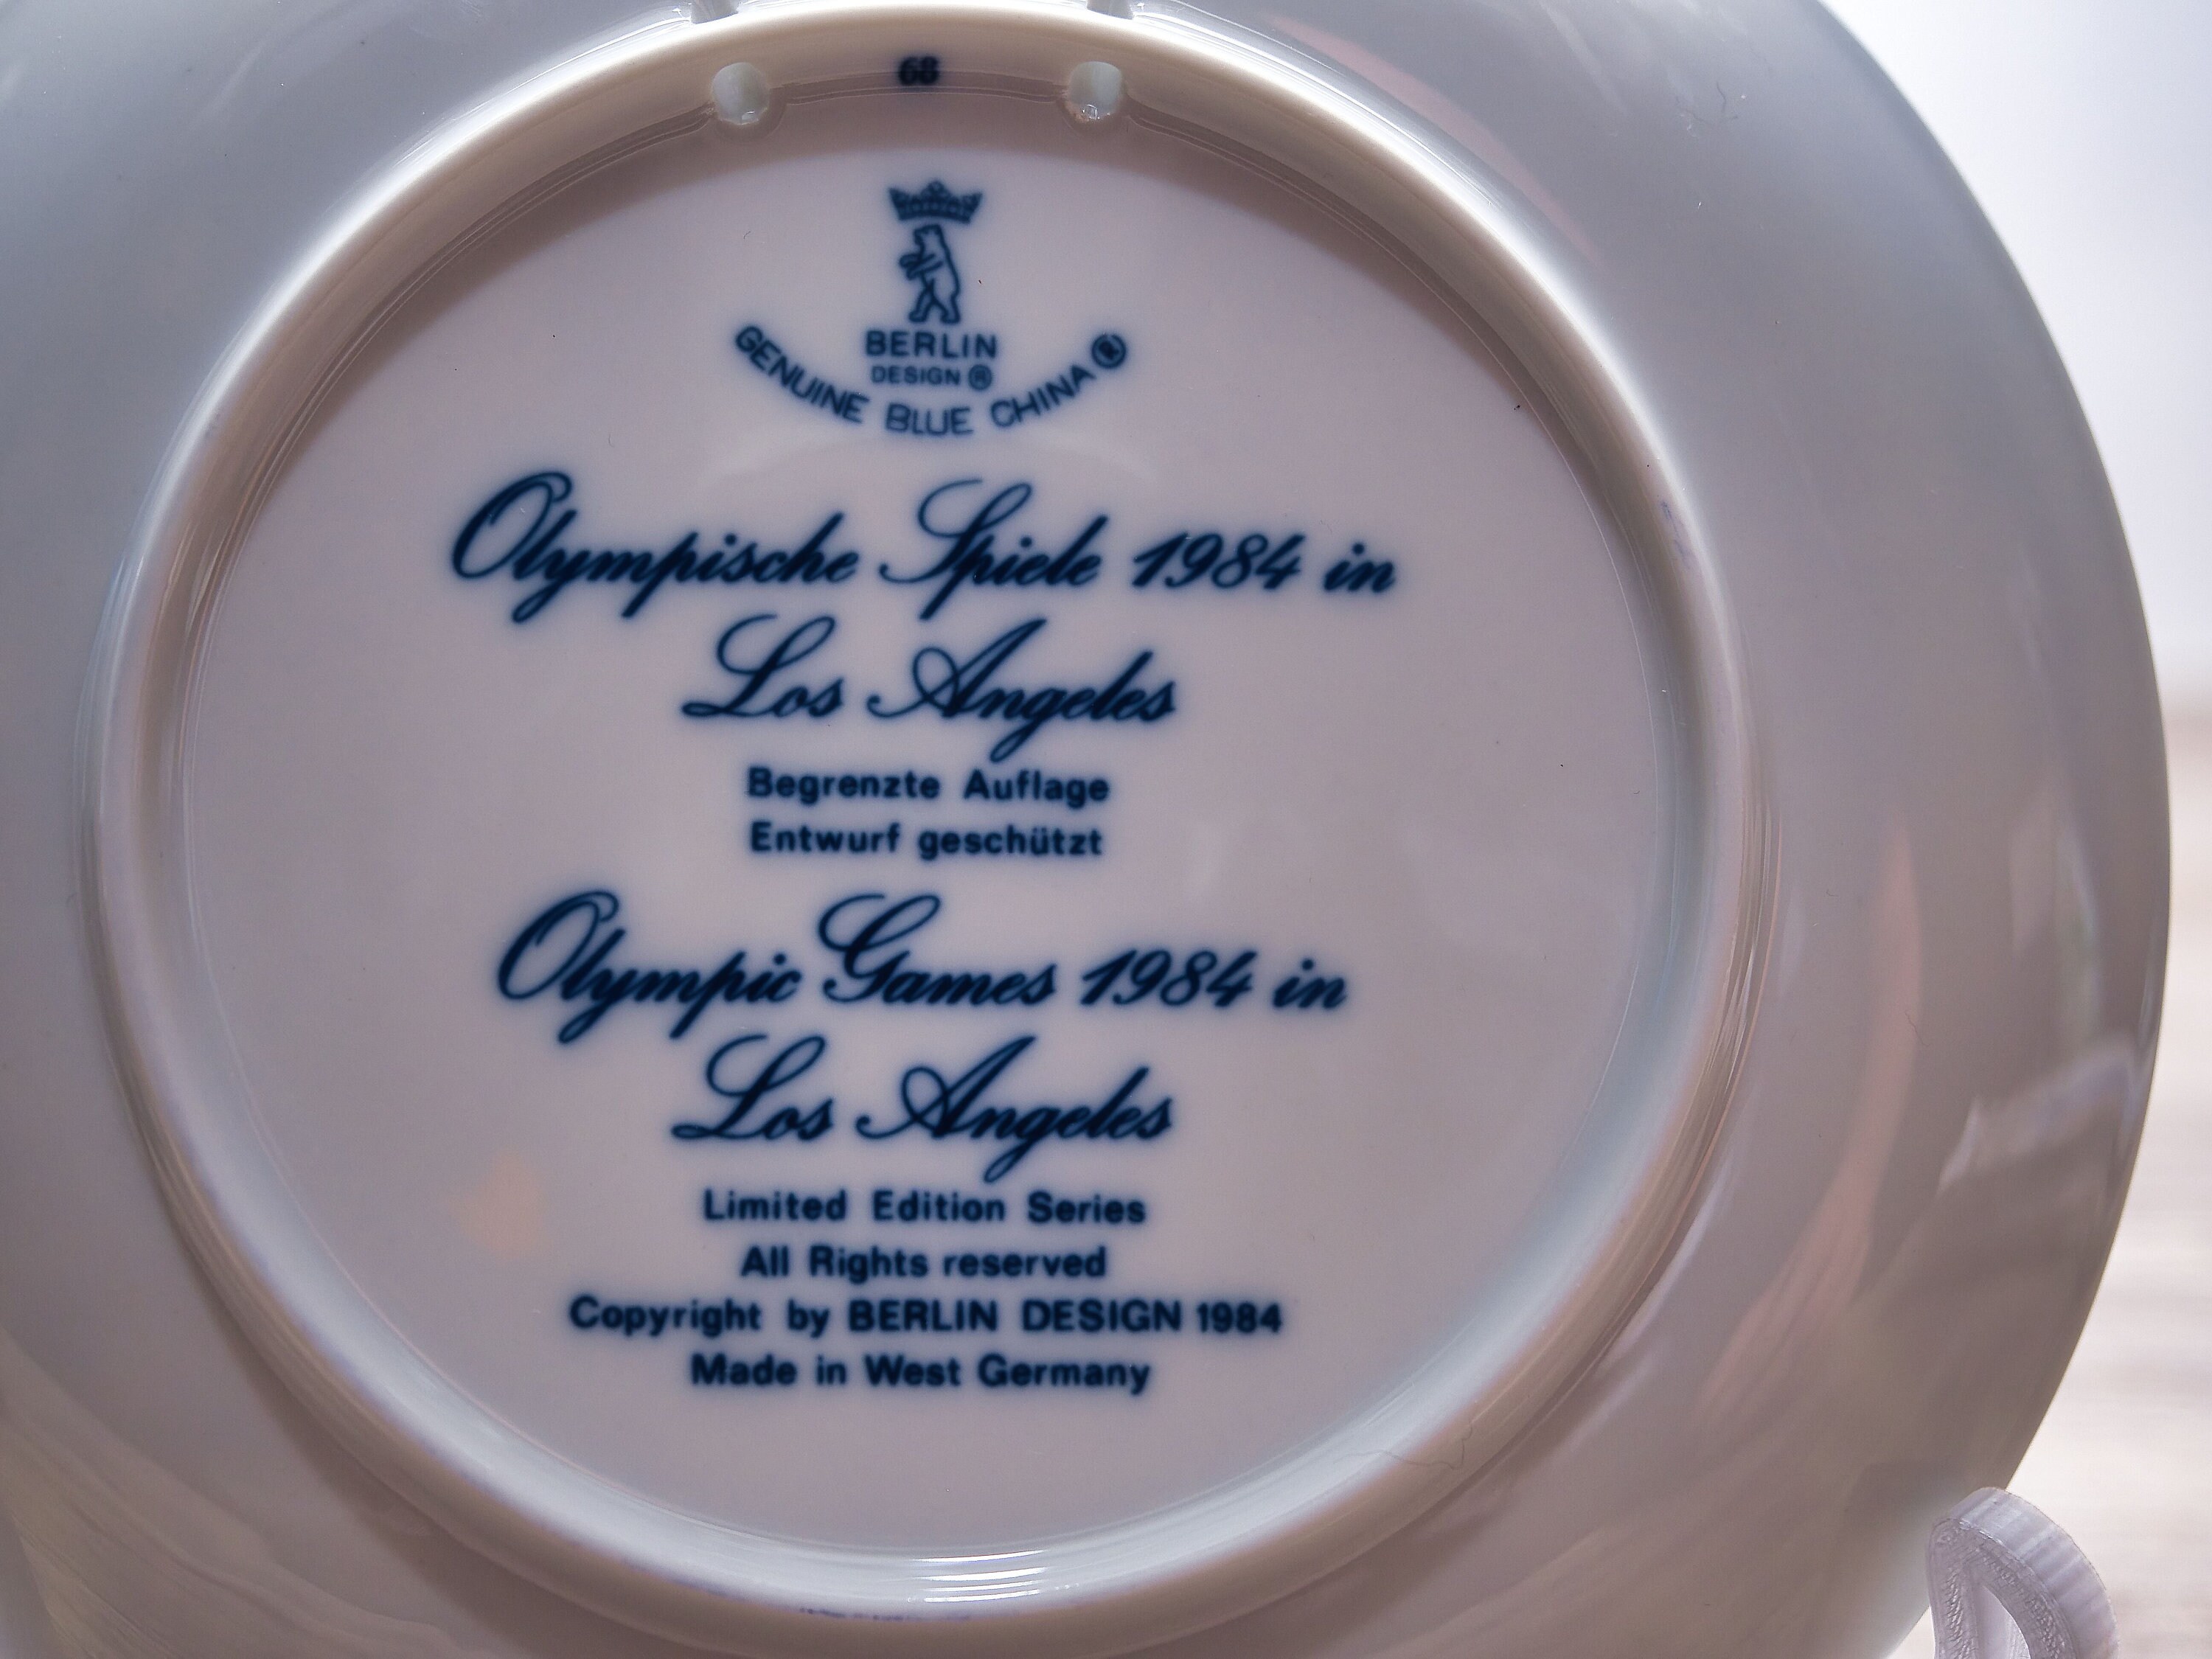 68
BERLIN
DESIGN ®
GENUINE BLUE CHINA ®
Olympische Spiele 1984 in
Los Angeles
Begrenzte Auflage
Entwurf geschützt
Olympic Games 1984 in
Los Angeles
Limited Edition Series
All Rights reserved
Copyright by BERLIN DESIGN 1984
Made in West Germany